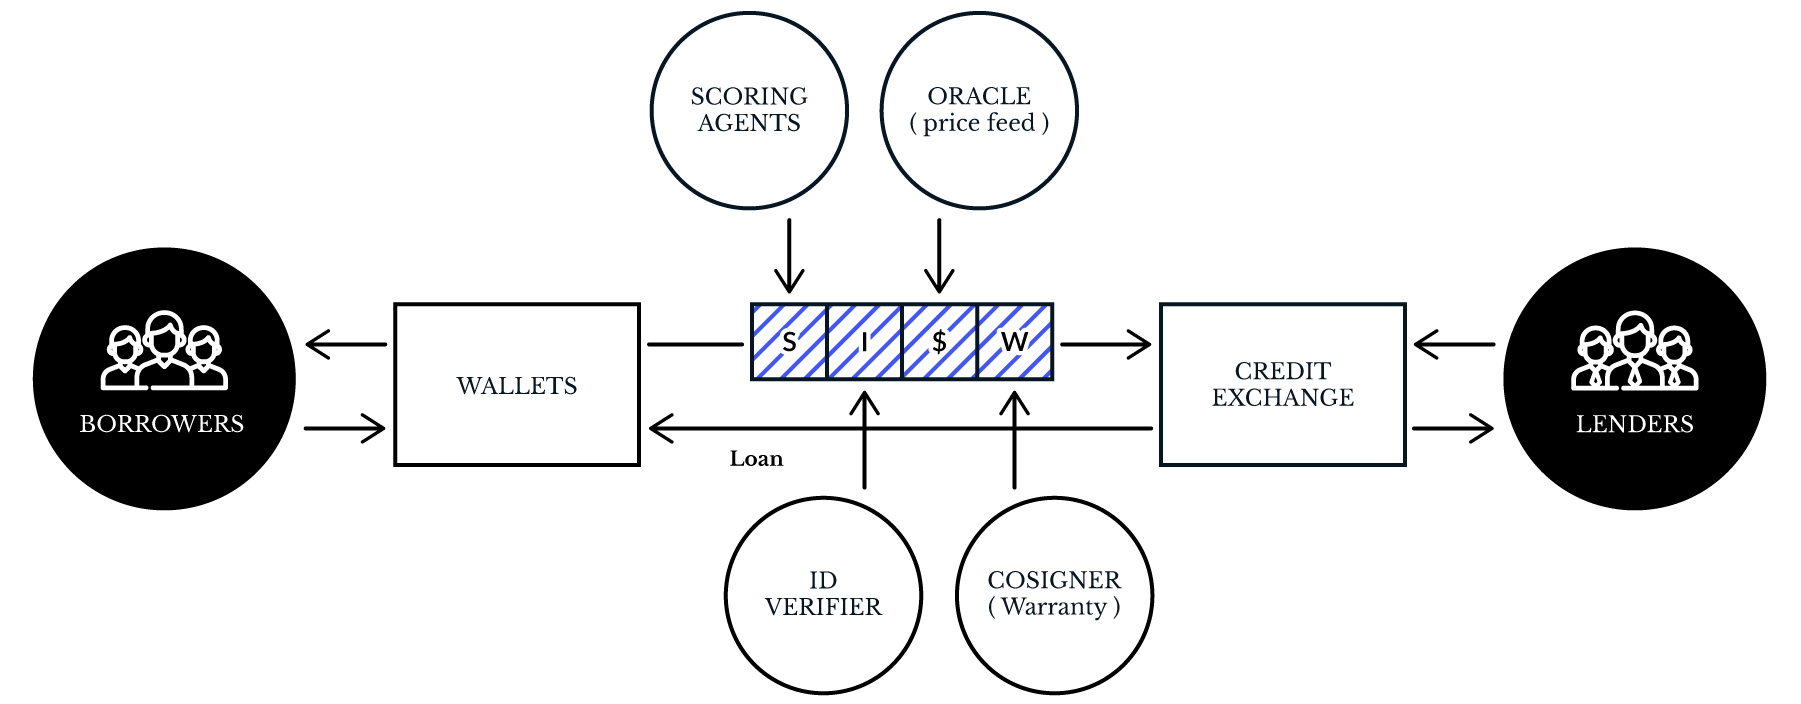 SCORING
AGENTS
ORACLE
( price feed )
S
I
$
W
BORROWERS
WALLETS
CREDIT
EXCHANGE
LENDERS
Loan
ID
VERIFIER
COSIGNER
( Warranty )